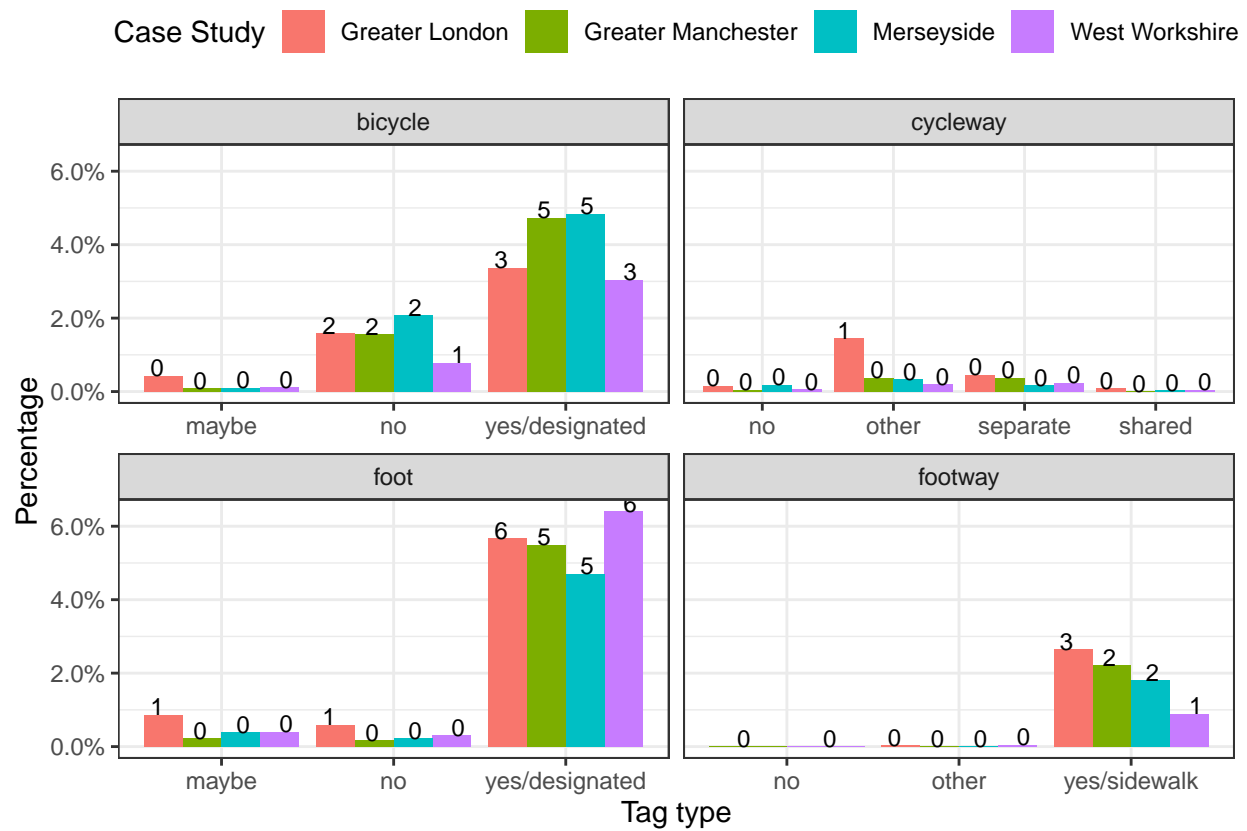 Case Study Greater London Greater Manchester Merseyside West Workshire
bicycle cycleway
6.0%
4.0%
2.0%
0.0%
0 0 0 0 2 2 2 1 3 5 5 3
0 0 0 0 1 0 0 0 0 0 0 0 0 0 0 0
maybe no yes/designated no other separate shared
foot footway
6.0%
4.0%
2.0%
0.0%
1 0 0 0 1 0 0 0 6 5 5 6
0 0 0 0 0 0 3 2 2 1
maybe no yes/designated no other yes/sidewalk
Percentage
Tag type